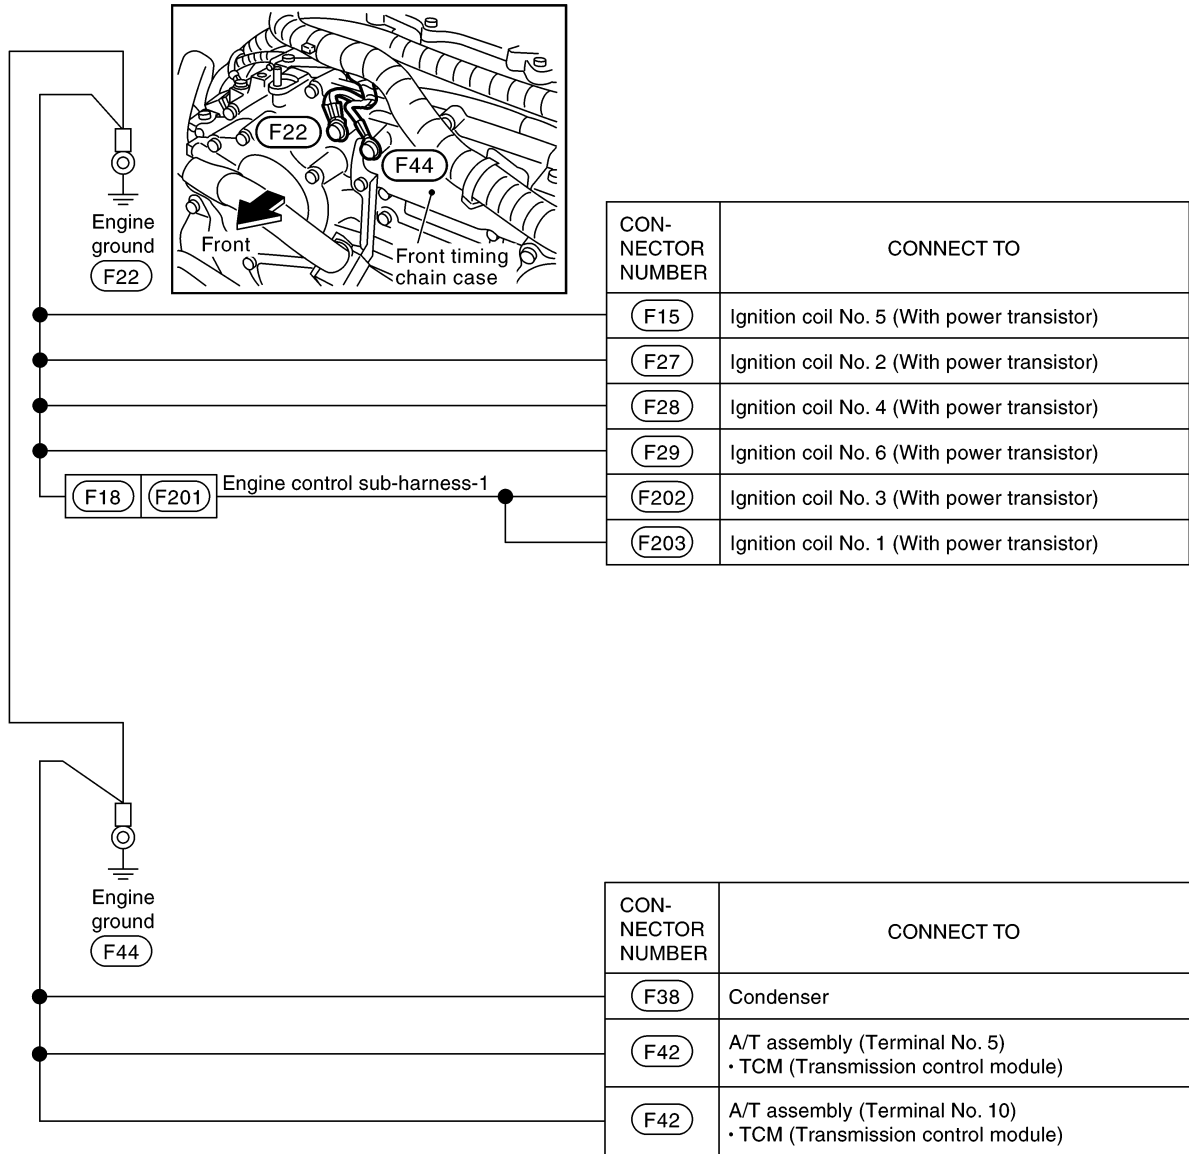 F22
F44
Front
Front timing
chain case
Engine
ground
F22
CON-
NECTOR
NUMBER
CONNECT TO
F15
Ignition coil No. 5 (With power transistor)
F27
Ignition coil No. 2 (With power transistor)
F28
Ignition coil No. 4 (With power transistor)
F29
Ignition coil No. 6 (With power transistor)
F18
F201
Engine control sub-harness-1
F202
Ignition coil No. 3 (With power transistor)
F203
Ignition coil No. 1 (With power transistor)
Engine
ground
F44
CON-
NECTOR
NUMBER
CONNECT TO
F38
Condenser
F42
A/T assembly (Terminal No. 5)
• TCM (Transmission control module)
F42
A/T assembly (Terminal No. 10)
• TCM (Transmission control module)